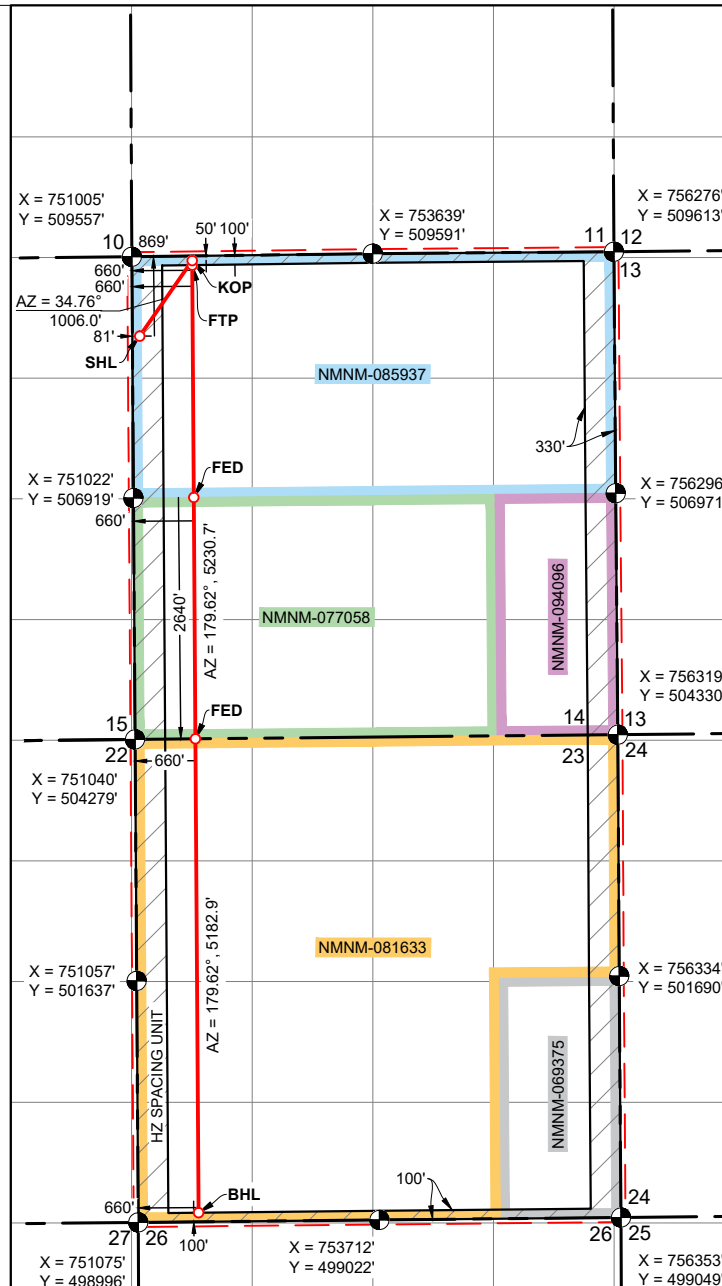 X = 751005'
Y = 509557'
X = 753639'
Y = 509591'
X = 756276'
Y = 509613'
10
869'
50'
100'
11
12
13
660'
660'
KOP
FTP
AZ = 34.76°
1006.0'
81'
SHL
NMNM-085937
330'
X = 751022'
Y = 506919'
FED
X = 756296
Y = 506971
660'
2640'
AZ = 179.62°, 5230.7'
NMNM-077058
NMNM-094096
X = 756319
Y = 504330
15
FED
14
13
22
660'
23
24
X = 751040'
Y = 504279'
AZ = 179.62°, 5182.9'
NMNM-081633
X = 751057'
Y = 501637'
X = 756334'
Y = 501690'
HZ SPACING UNIT
NMNM-069375
100'
660'
BHL
24
27
26
100'
26
25
X = 751075'
Y = 498996'
X = 753712'
Y = 499022'
X = 756353
Y = 499049